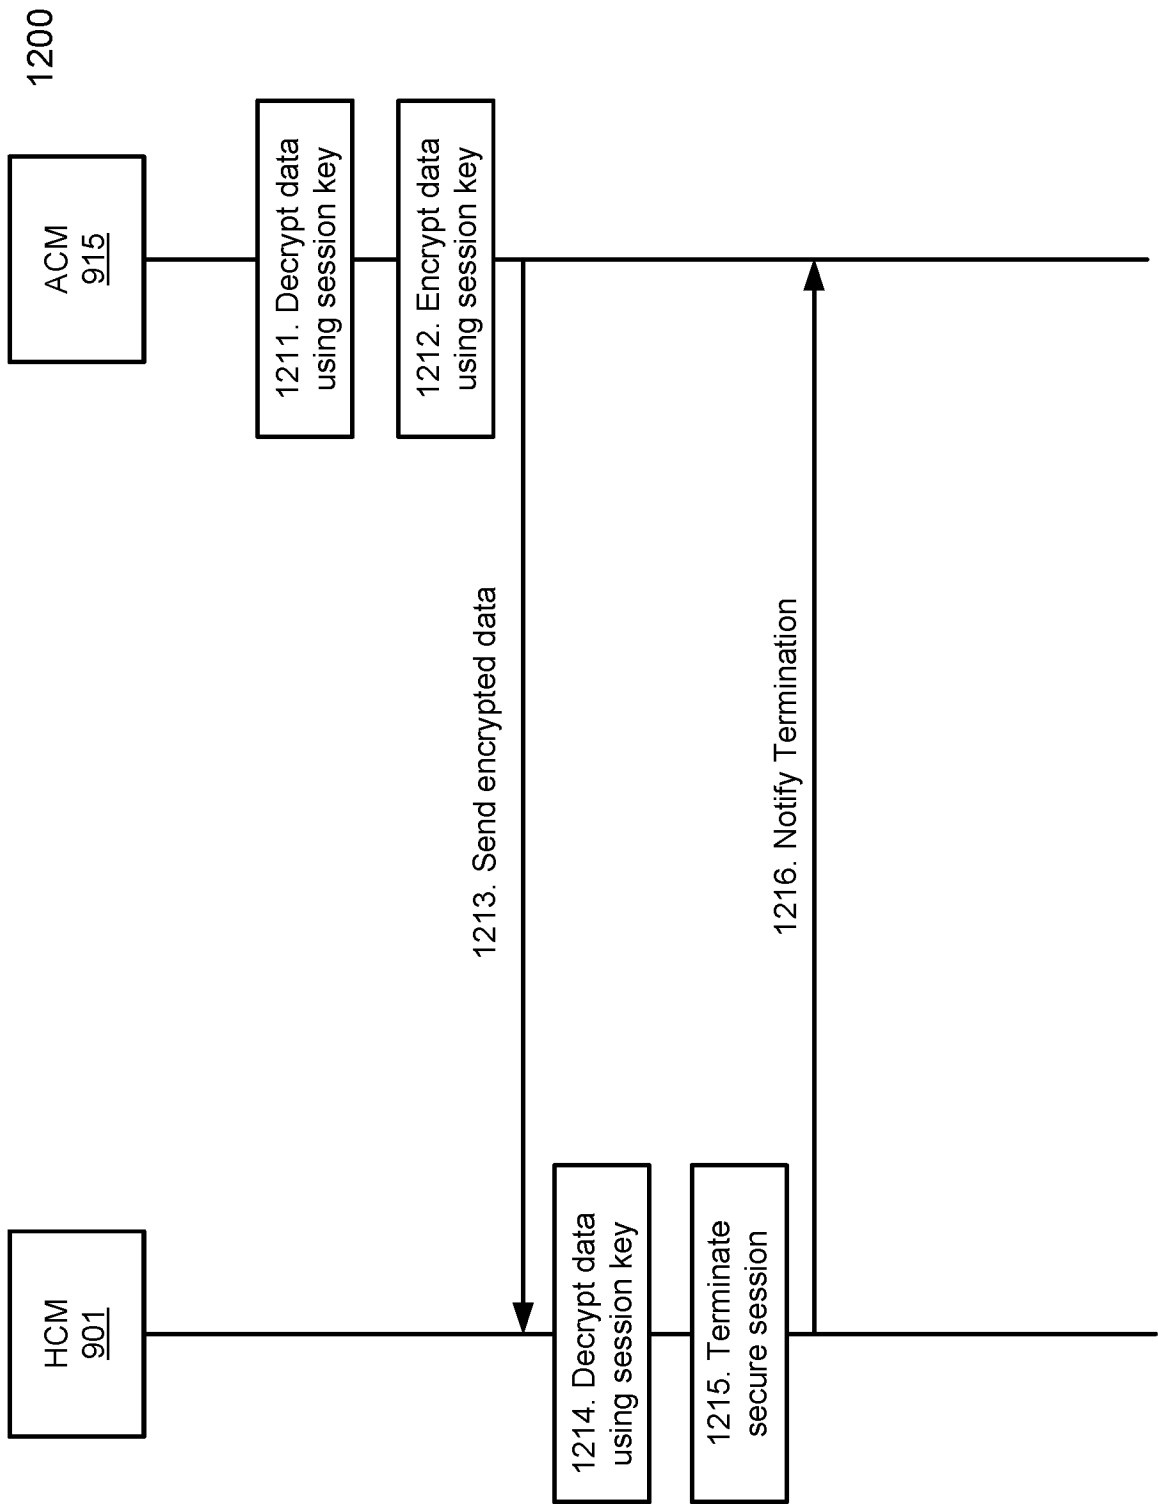 1200
HCM
901
ACM
915
1211. Decrypt data
using session key
1212. Encrypt data
using session key
1213. Send encrypted data
1214. Decrypt data
using session key
1215. Terminate
secure session
1216. Notify Termination